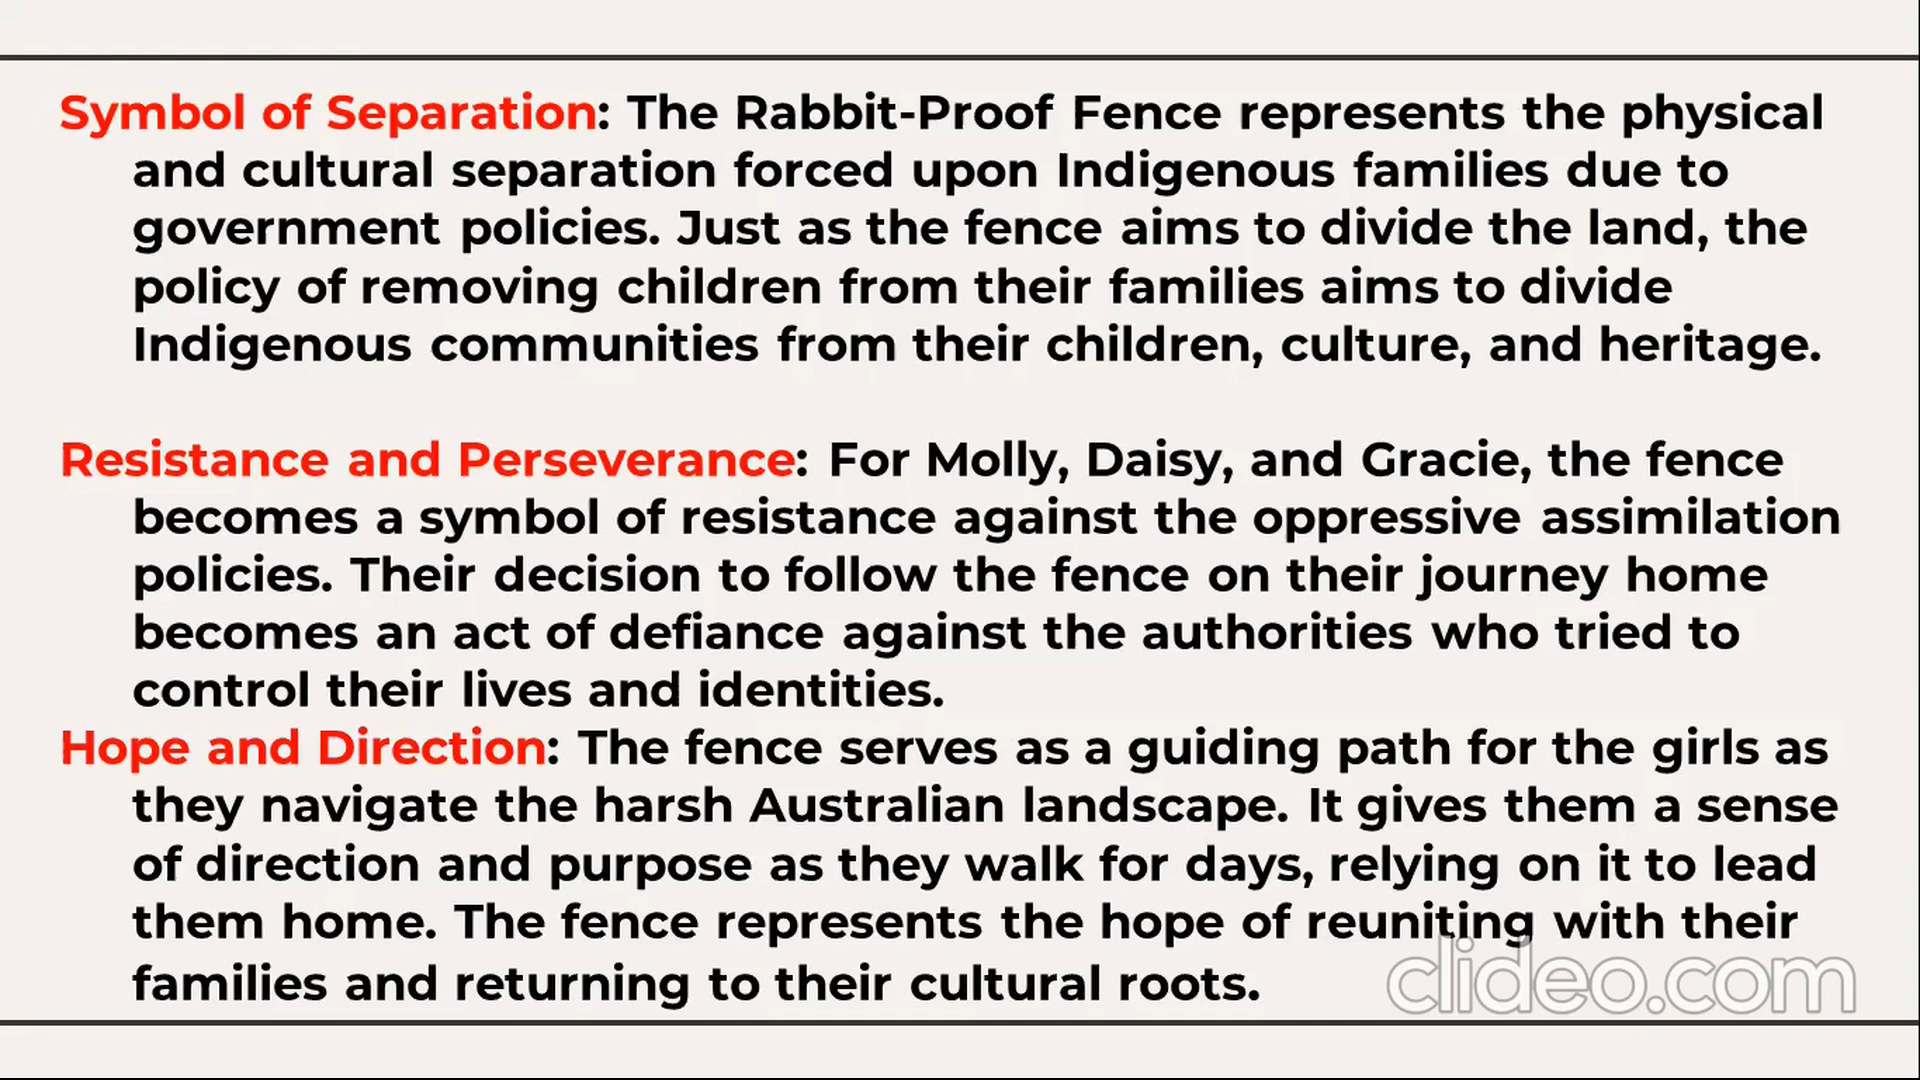 Symbol of Separation: The Rabbit-Proof Fence represents the physical
and cultural separation forced upon Indigenous families due to
government policies. Just as the fence aims to divide the land, the
policy of removing children from their families aims to divide
Indigenous communities from their children, culture, and heritage.
Resistance and Perseverance: For Molly, Daisy, and Gracie, the fence
becomes a symbol of resistance against the oppressive assimilation
policies. Their decision to follow the fence on their journey home
becomes an act of defiance against the authorities who tried to
control their lives and identities.
Hope and Direction: The fence serves as a guiding path for the girls as
they navigate the harsh Australian landscape. It gives them a sense
of direction and purpose as they walk for days, relying on it to lead
them home. The fence represents the hope of reuniting with their
families and returning to their cultural roots.
clideo.com